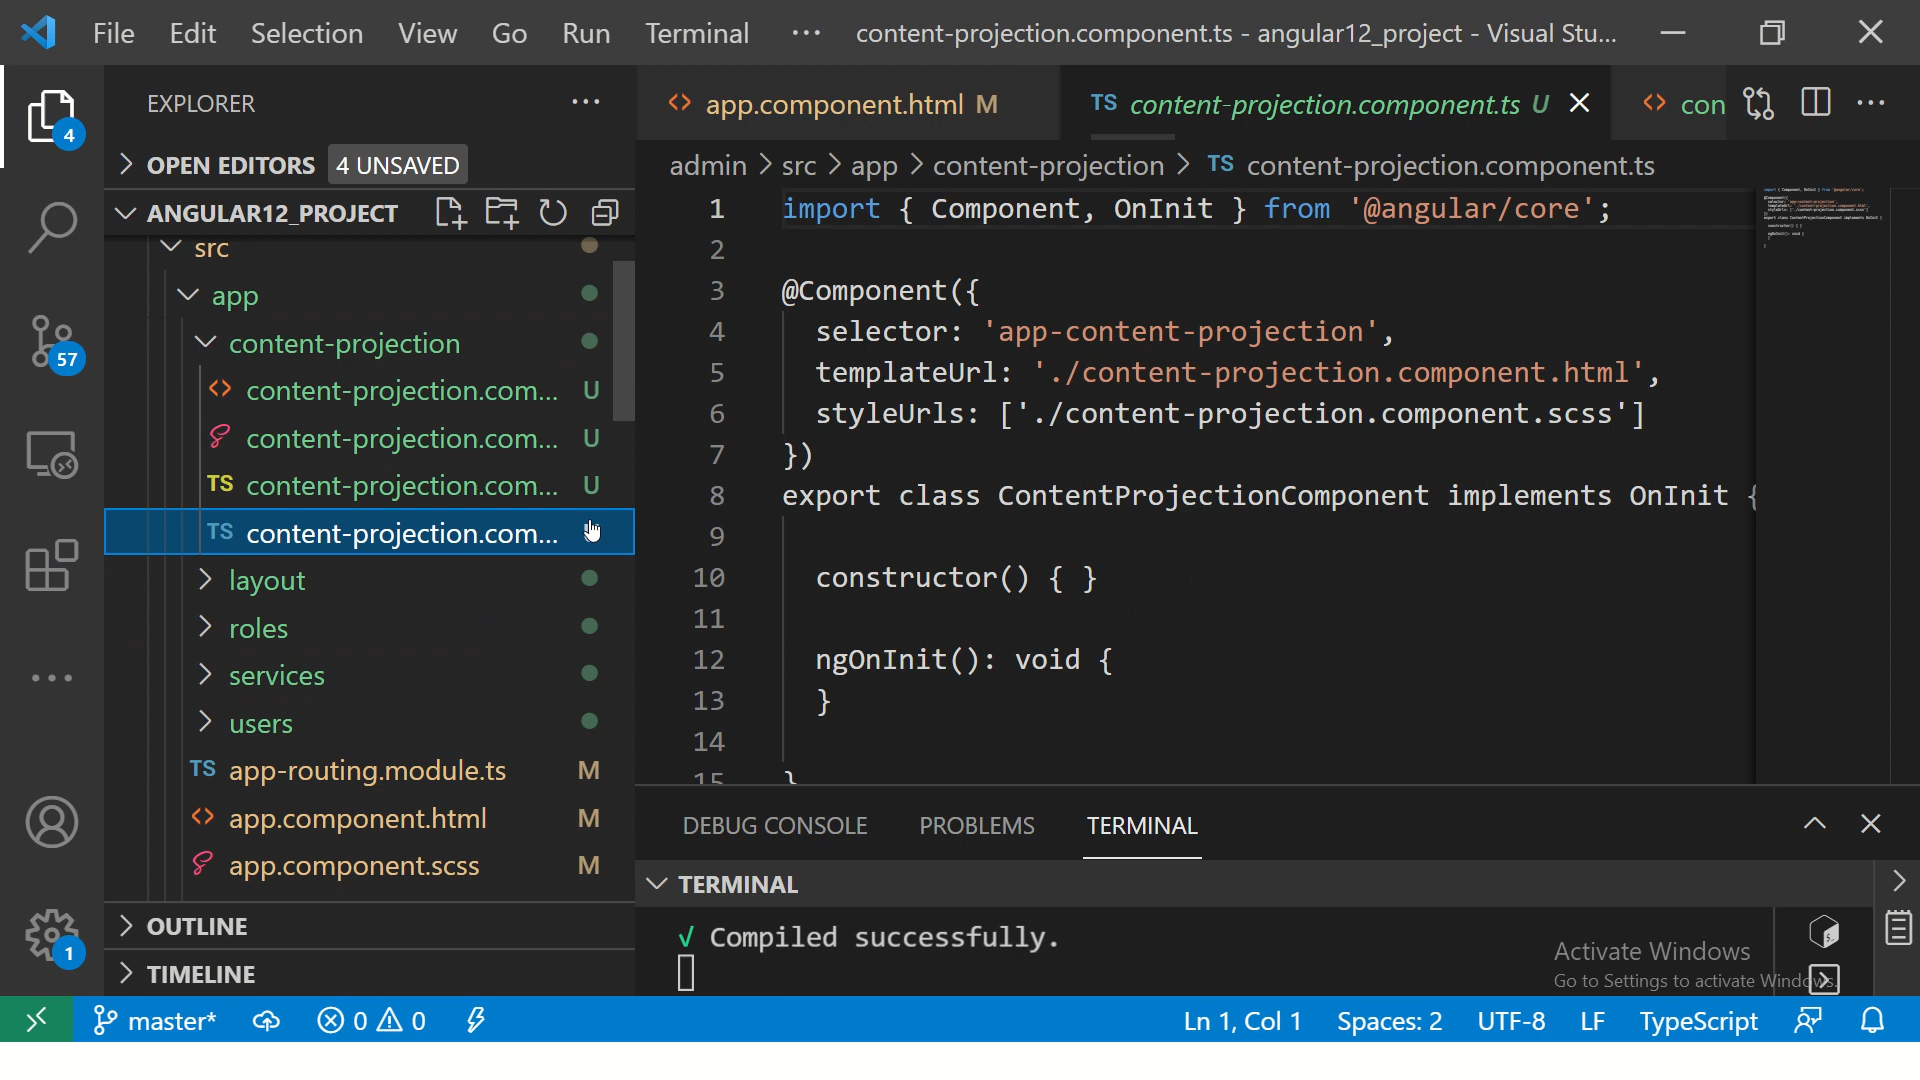 File Edit Selection View Go Run Terminal ··· content-projection.component.ts - angular12_project - Visual Stu...
EXPLORER ···
4
OPEN EDITORS 4 UNSAVED
ANGULAR12_PROJECT
src
app
content-projection
57
content-projection.com... U
content-projection.com... U
TS content-projection.com... U
TS content-projection.com...
layout
roles
services
users
TS app-routing.module.ts M
app.component.html M
app.component.scss M
OUTLINE
TIMELINE
1
app.component.html M TS content-projection.component.ts U con ···
admin > src > app > content-projection > TS content-projection.component.ts
1 import { Component, OnInit } from '@angular/core';
2
3 @Component({
4 selector: 'app-content-projection',
5 templateUrl: './content-projection.component.html',
6 styleUrls: ['./content-projection.component.scss']
7 })
8 export class ContentProjectionComponent implements OnInit {
9
10 constructor() { }
11
12 ngOnInit(): void {
13 }
14
15 }
DEBUG CONSOLE PROBLEMS TERMINAL
TERMINAL
√ Compiled successfully.
Activate Windows
Go to Settings to activate Windows.
master* 0 0 Ln 1, Col 1 Spaces: 2 UTF-8 LF TypeScript